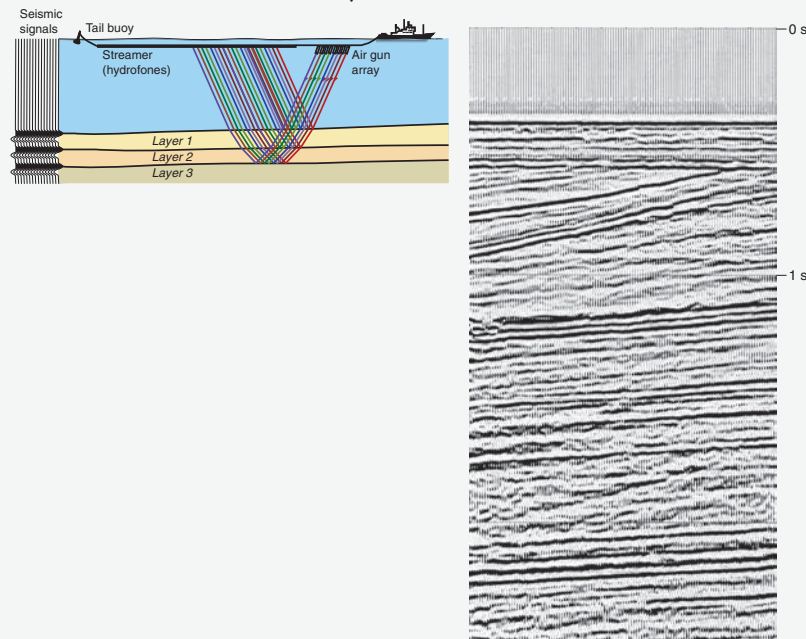 Seismic
signals
Tail buoy
Streamer
(hydrofones)
Air gun
array
Layer 1
Layer 2
Layer 3
0 s
1 s